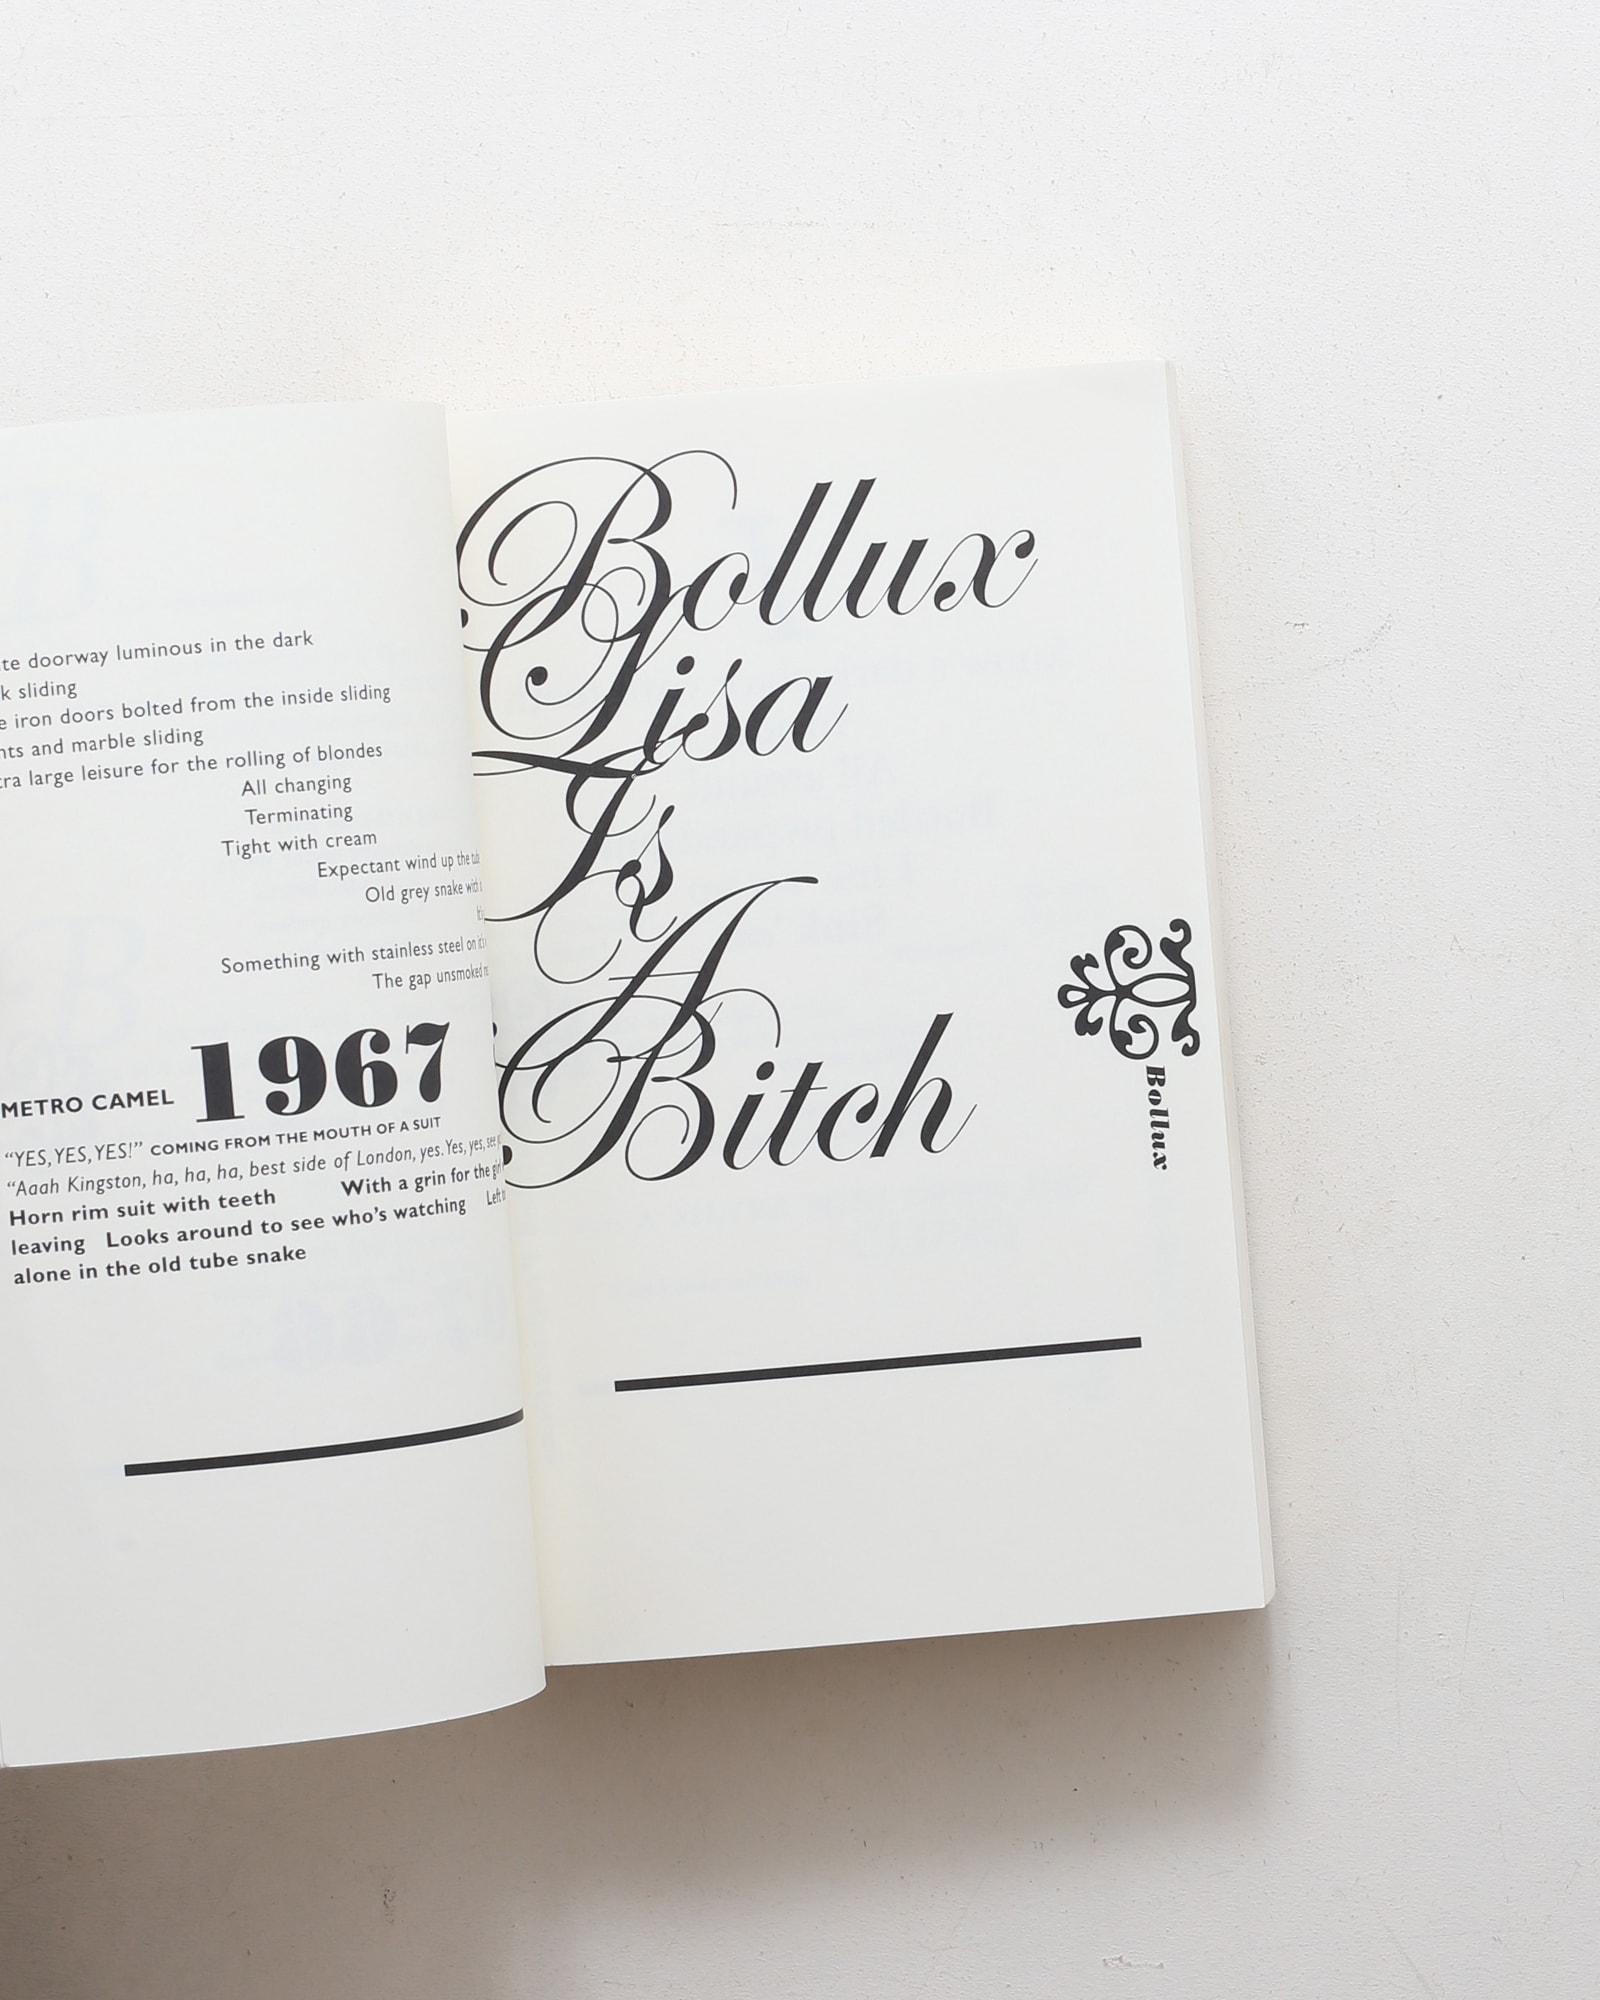 te doorway luminous in the dark
k sliding
e iron doors bolted from the inside sliding
nts and marble sliding
tra large leisure for the rolling of blondes
All changing
Terminating
Tight with cream
Expectant wind up the
Old grey snake with
Something with stainless steel on
The gap unsmoked
METRO CAMEL 1967
“YES, YES, YES!” COMING FROM THE MOUTH OF A SUIT
“Aaah Kingston, ha, ha, ha, best side of London, yes. Yes, yes, see
Horn rim suit with teeth With a grin for the
leaving Looks around to see who’s watching Left
alone in the old tube snake
Bollux
Lisa
Is
A
Bitch
Bollux